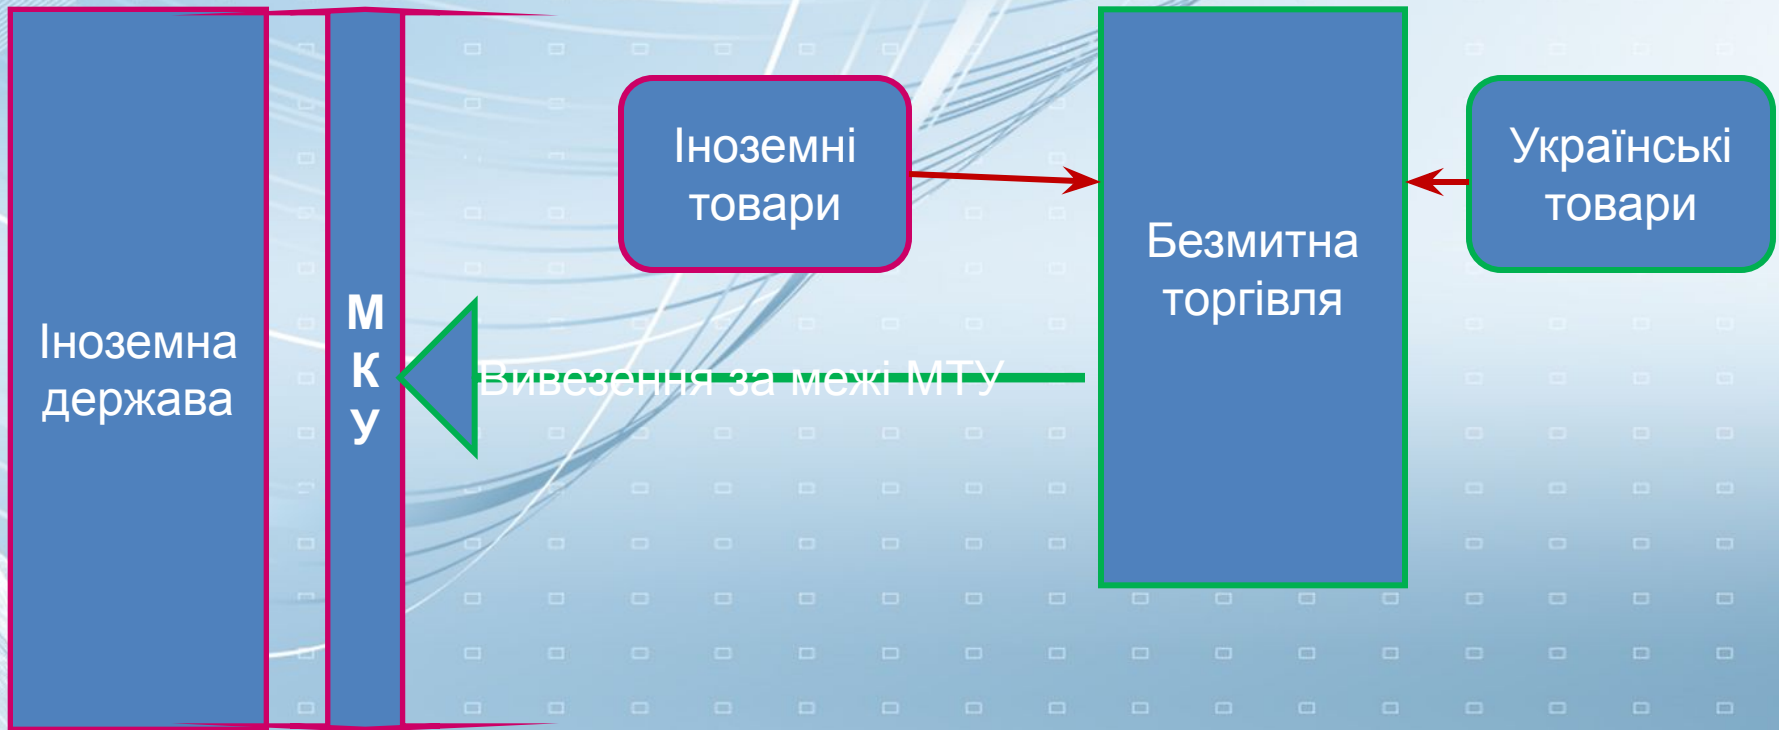 Іноземна
держава
М
К
У
Іноземні
товари
Вивезення за межі МТУ
Безмитна
торгівля
Українські
товари